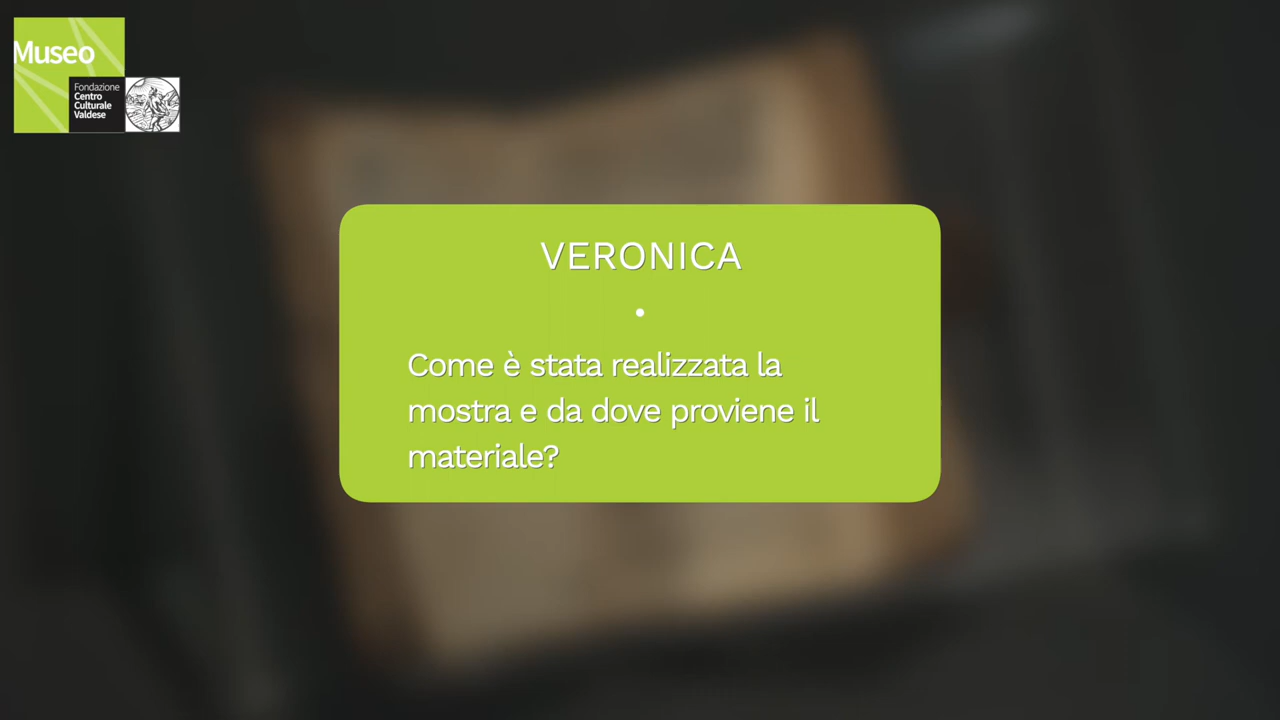 Museo
Fondazione
Centro
Culturale
Valdese
VERONICA
Come è stata realizzata la
mostra e da dove proviene il
materiale?